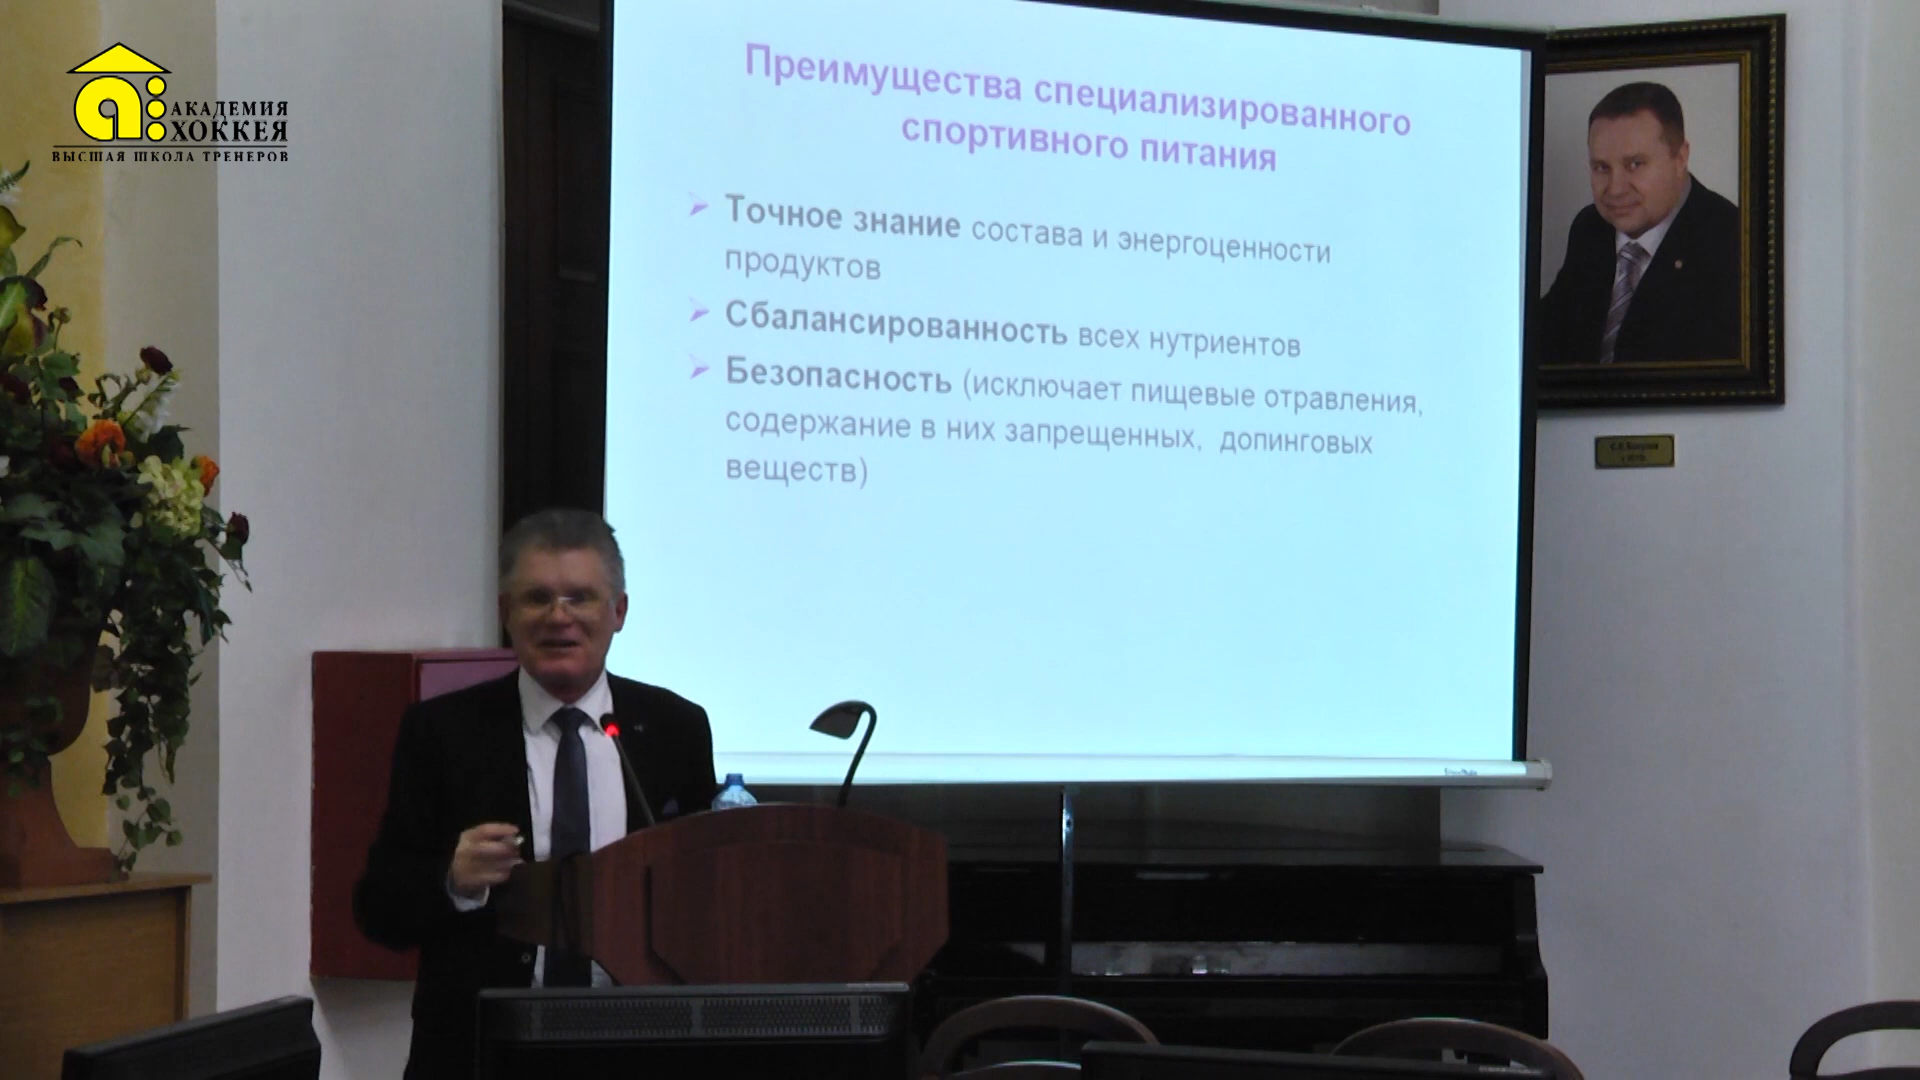 АКАДЕМИЯ
ХОККЕЯ
ВЫСШАЯ ШКОЛА ТРЕНЕРОВ
Преимущества специализированного
спортивного питания
Точное знание состава и энергоценности
продуктов
Сбалансированность всех нутриентов
Безопасность (исключает пищевые отравления,
содержание в них запрещенных, допинговых
веществ)